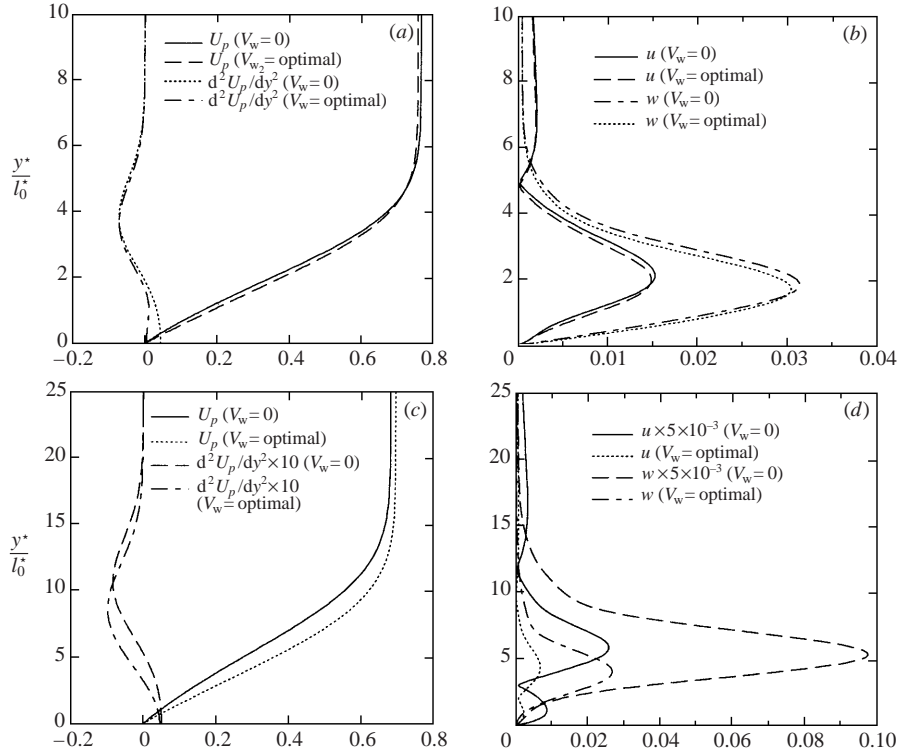 10
(a)
U_p (V_w = 0)
U_p (V_w₂ = optimal)
d²U_p/dy² (V_w = 0)
d²U_p/dy² (V_w = optimal)
8
6
y*
l₀*
4
2
0
−0.2 0 0.2 0.4 0.6 0.8
10
(b)
u (V_w = 0)
u (V_w = optimal)
w (V_w = 0)
w (V_w = optimal)
8
6
4
2
0 0.01 0.02 0.03 0.04
25
(c)
U_p (V_w = 0)
U_p (V_w = optimal)
d²U_p/dy²×10 (V_w = 0)
d²U_p/dy²×10
(V_w = optimal)
20
15
y*
l₀*
10
5
0
−0.2 0 0.2 0.4 0.6 0.8
25
(d)
u×5×10⁻³ (V_w = 0)
u (V_w = optimal)
w×5×10⁻³ (V_w = 0)
w (V_w = optimal)
20
15
10
5
0
0 0.02 0.04 0.06 0.08 0.10